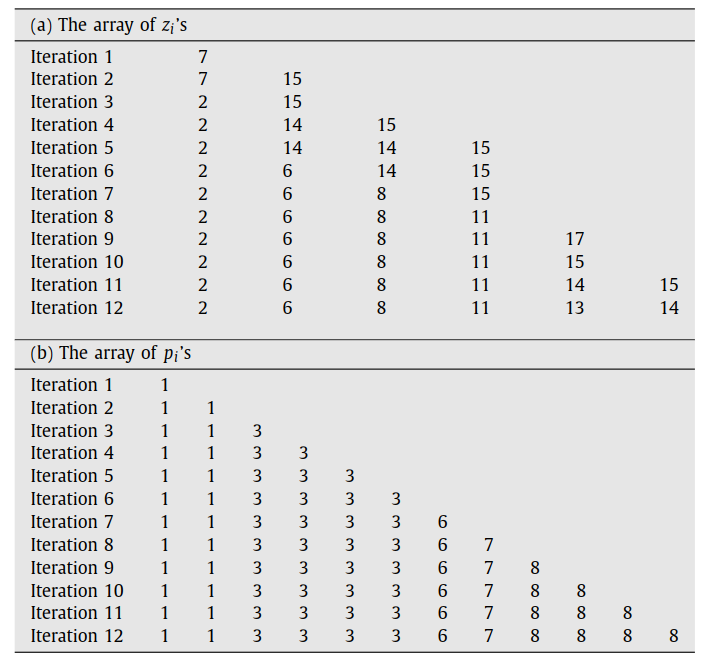 (a) The array of zᵢ's
Iteration 1 7
Iteration 2 7 15
Iteration 3 2 15
Iteration 4 2 14 15
Iteration 5 2 14 14 15
Iteration 6 2 6 14 15
Iteration 7 2 6 8 15
Iteration 8 2 6 8 11
Iteration 9 2 6 8 11 17
Iteration 10 2 6 8 11 15
Iteration 11 2 6 8 11 14 15
Iteration 12 2 6 8 11 13 14
(b) The array of pᵢ's
Iteration 1 1
Iteration 2 1 1
Iteration 3 1 1 3
Iteration 4 1 1 3 3
Iteration 5 1 1 3 3 3
Iteration 6 1 1 3 3 3 3
Iteration 7 1 1 3 3 3 3 6
Iteration 8 1 1 3 3 3 3 6 7
Iteration 9 1 1 3 3 3 3 6 7 8
Iteration 10 1 1 3 3 3 3 6 7 8 8
Iteration 11 1 1 3 3 3 3 6 7 8 8 8
Iteration 12 1 1 3 3 3 3 6 7 8 8 8 8